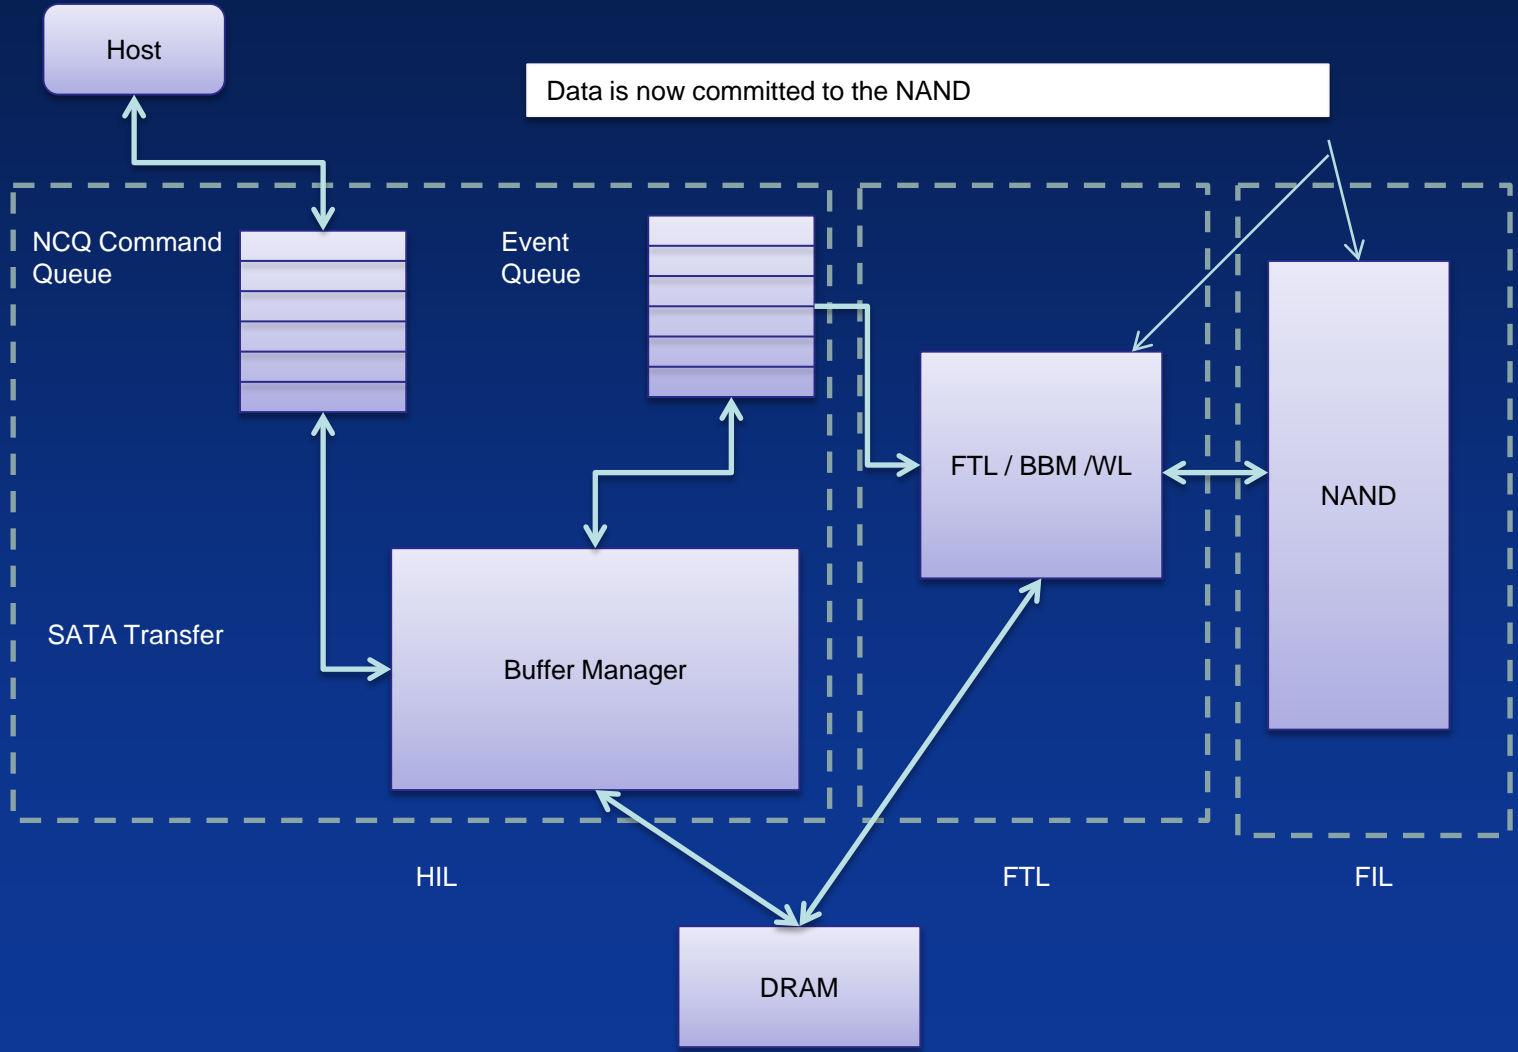 Host
Data is now committed to the NAND
NCQ Command
Queue
Event
Queue
FTL / BBM /WL
NAND
SATA Transfer
Buffer Manager
HIL
FTL
FIL
DRAM